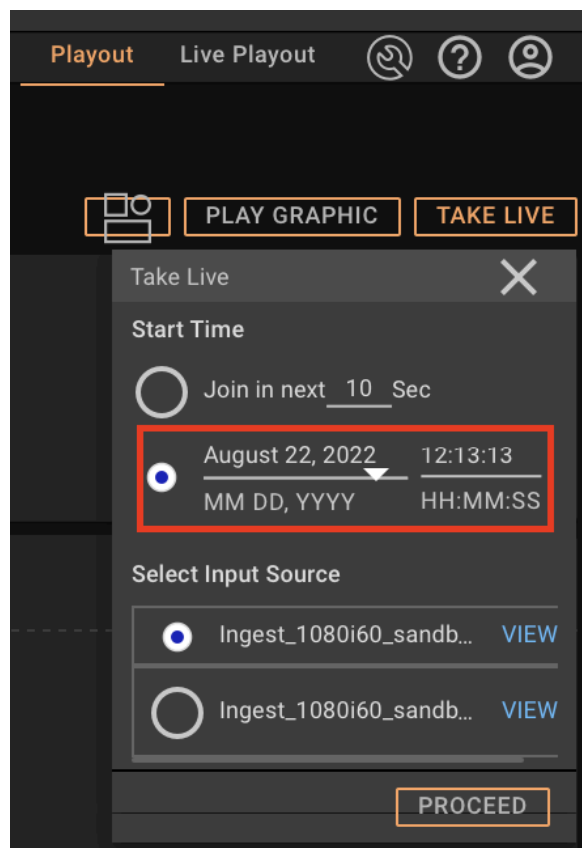 Playout Live Playout
PLAY GRAPHIC TAKE LIVE
Take Live
Start Time
Join in next 10 Sec
August 22, 2022 12:13:13
MM DD, YYYY HH:MM:SS
Select Input Source
Ingest_1080i60_sandb... VIEW
Ingest_1080i60_sandb... VIEW
PROCEED